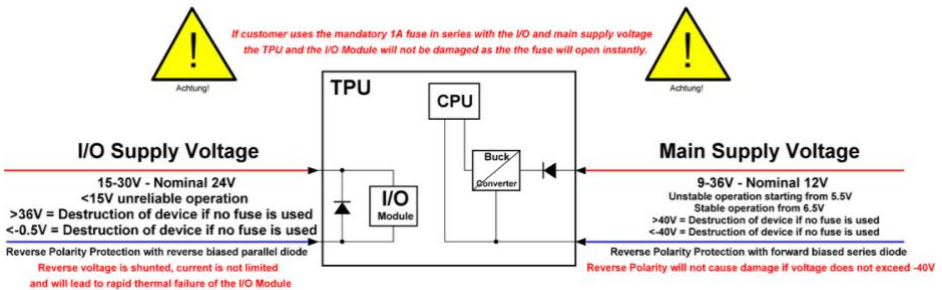 If customer uses the mandatory 1A fuse in series with the I/O and main supply voltage
the TPU and the I/O Module will not be damaged as the the fuse will open instantly.
Achtung!
Achtung!
TPU
CPU
Buck
Converter
I/O
Module
I/O Supply Voltage
15-30V - Nominal 24V
<15V unreliable operation
>36V = Destruction of device if no fuse is used
<-0.5V = Destruction of device if no fuse is used
Reverse Polarity Protection with reverse biased parallel diode
Reverse voltage is shunted, current is not limited
and will lead to rapid thermal failure of the I/O Module
Main Supply Voltage
9-36V - Nominal 12V
Unstable operation starting from 5.5V
Stable operation from 6.5V
>40V = Destruction of device if no fuse is used
<-40V = Destruction of device if no fuse is used
Reverse Polarity Protection with forward biased series diode
Reverse Polarity will not cause damage if voltage does not exceed -40V